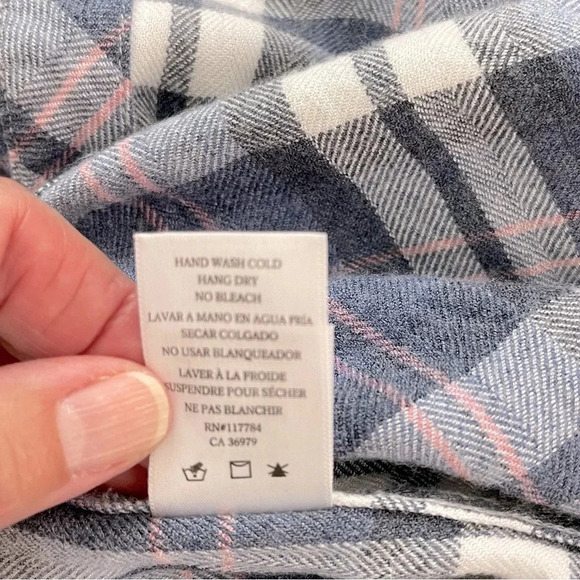 HAND WASH COLD
HANG DRY
NO BLEACH
LAVAR A MANO EN AGUA FRÍA
SECAR COLGADO
NO USAR BLANQUEADOR
LAVER À LA FROIDE
SUSPENDRE POUR SÉCHER
NE PAS BLANCHIR
RN#117784
CA 36979